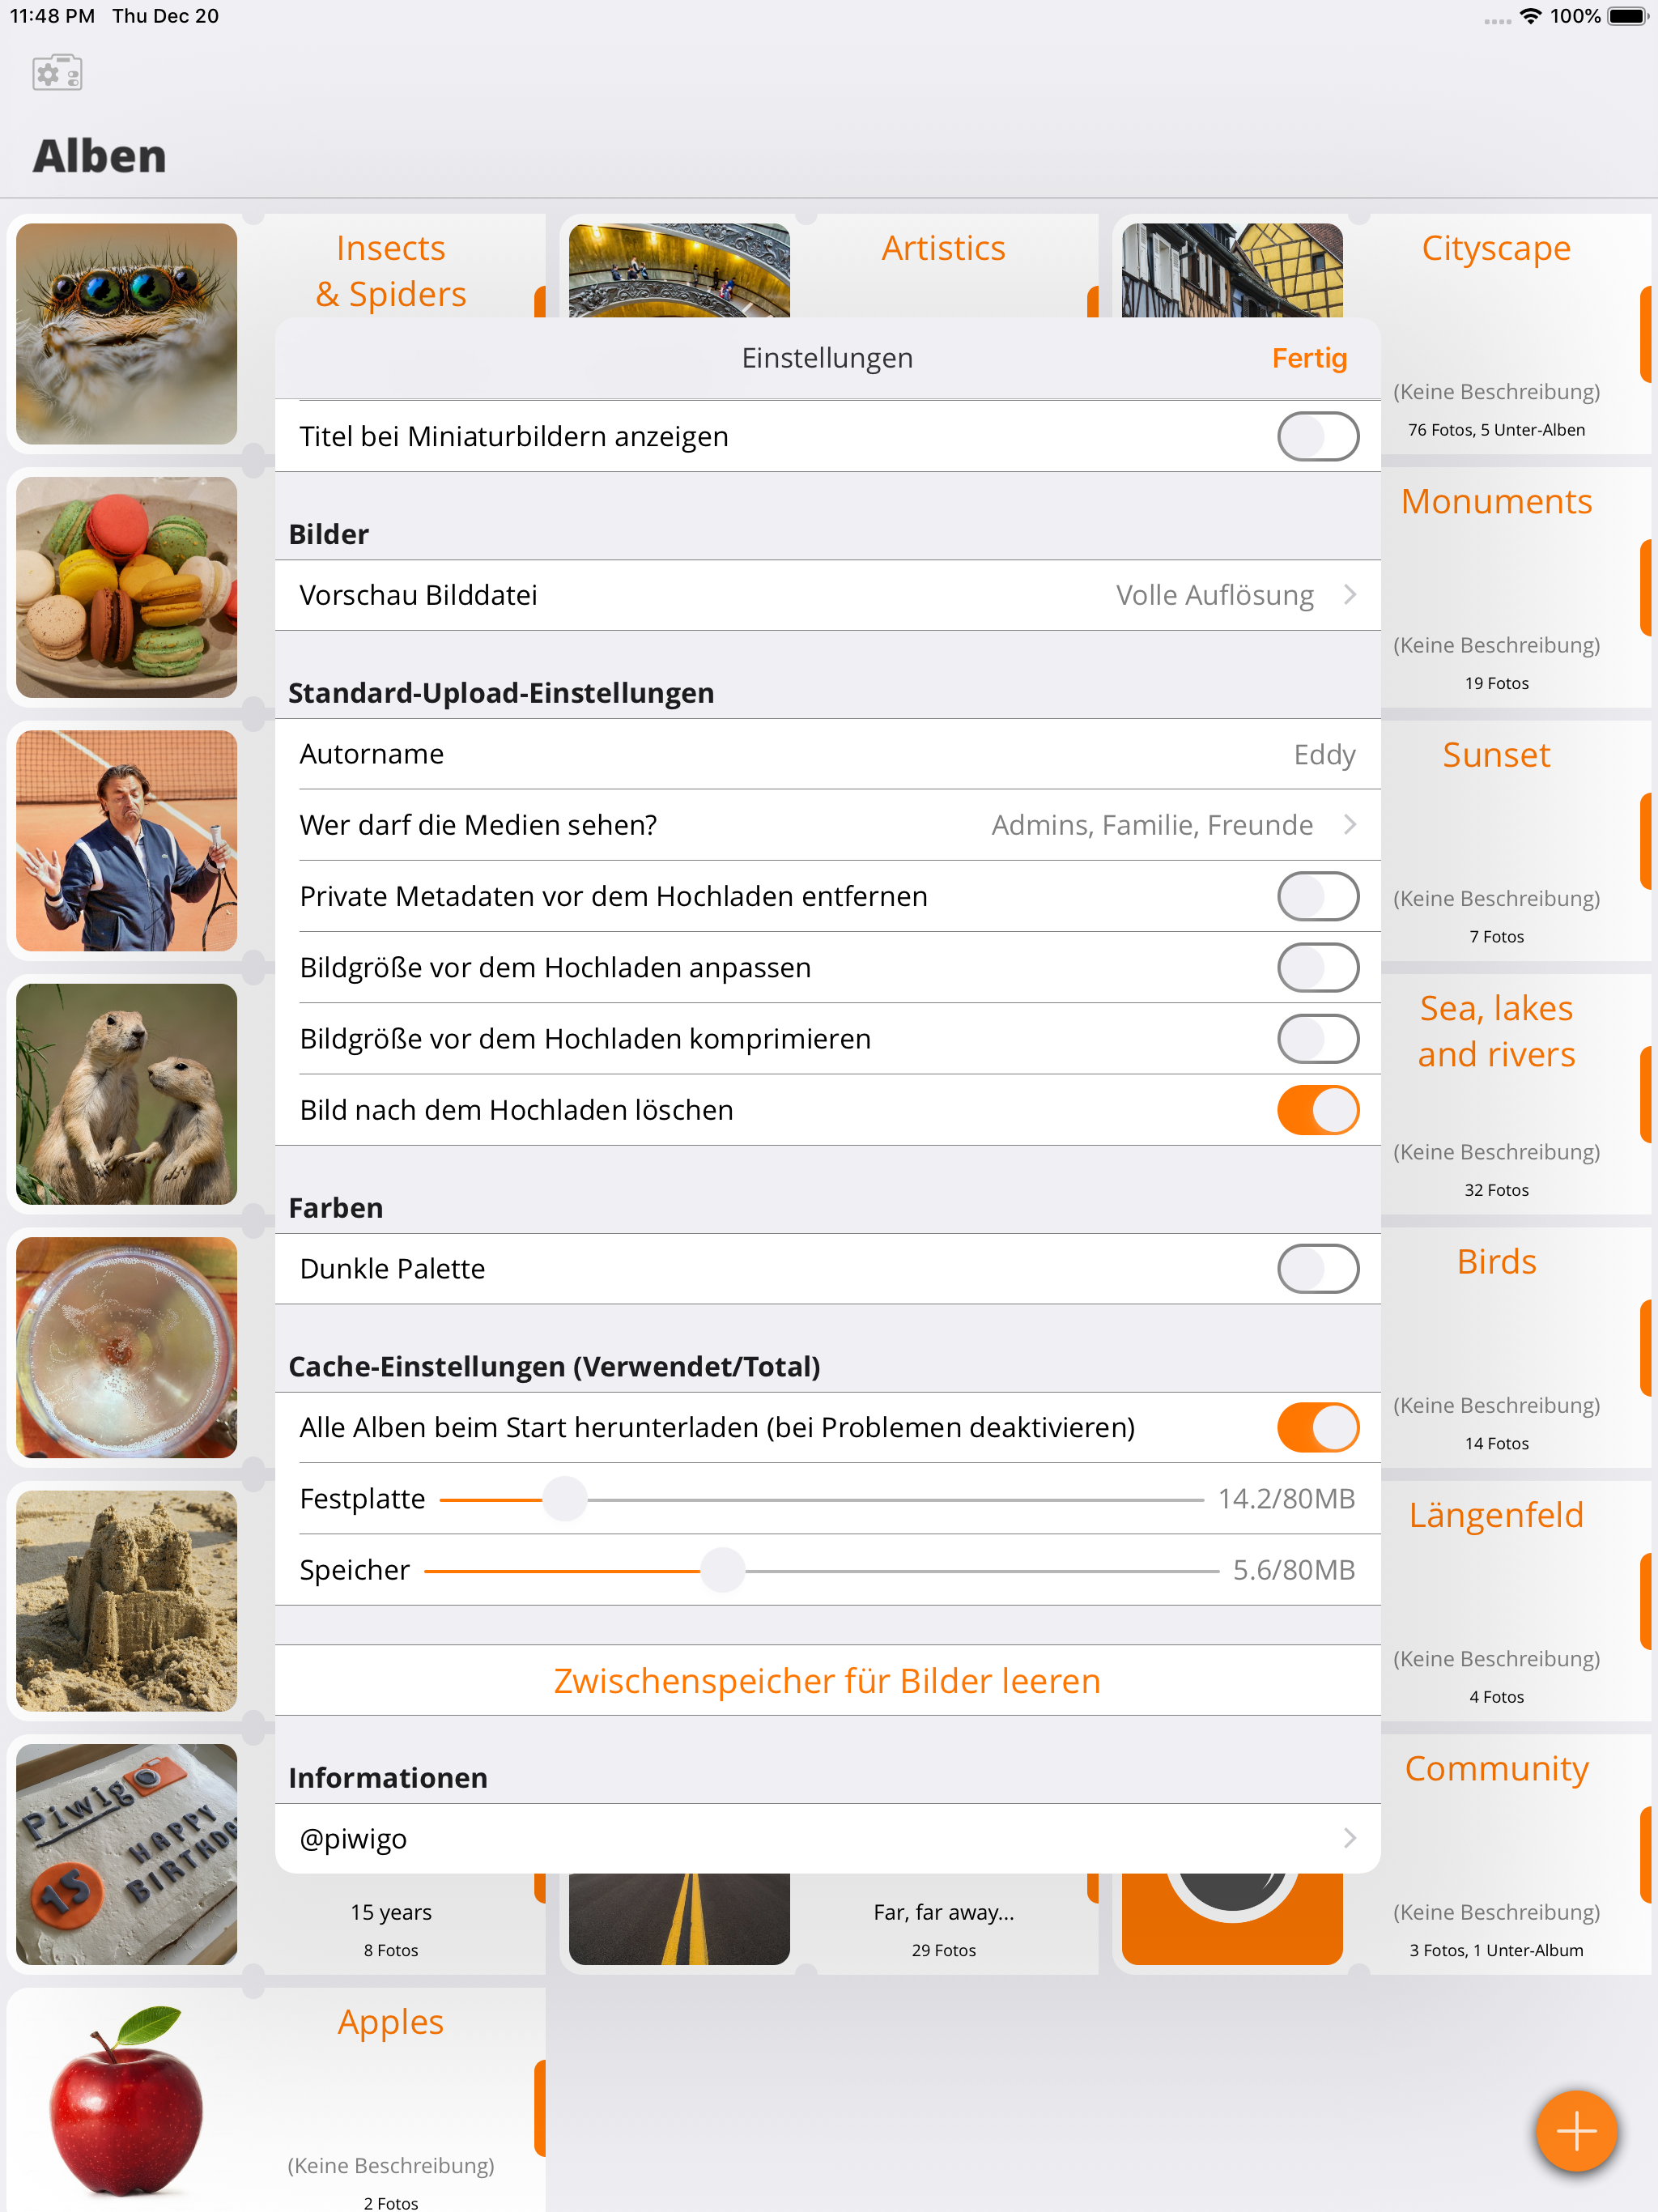 11:48 PM Thu Dec 20
100%
Alben
Insects
& Spiders
Artistics
Cityscape
(Keine Beschreibung)
76 Fotos, 5 Unter-Alben
Einstellungen
Fertig
Titel bei Miniaturbildern anzeigen
Bilder
Vorschau Bilddatei
Volle Auflösung
Standard-Upload-Einstellungen
Autorname
Eddy
Wer darf die Medien sehen?
Admins, Familie, Freunde
Private Metadaten vor dem Hochladen entfernen
Bildgröße vor dem Hochladen anpassen
Bildgröße vor dem Hochladen komprimieren
Bild nach dem Hochladen löschen
Farben
Dunkle Palette
Cache-Einstellungen (Verwendet/Total)
Alle Alben beim Start herunterladen (bei Problemen deaktivieren)
Festplatte
14.2/80MB
Speicher
5.6/80MB
Zwischenspeicher für Bilder leeren
Informationen
@piwigo
Monuments
(Keine Beschreibung)
19 Fotos
Sunset
(Keine Beschreibung)
7 Fotos
Sea, lakes
and rivers
(Keine Beschreibung)
32 Fotos
Birds
(Keine Beschreibung)
14 Fotos
Längenfeld
(Keine Beschreibung)
4 Fotos
Piwigo
HAPPY
15
15 years
8 Fotos
Far, far away...
29 Fotos
Community
(Keine Beschreibung)
3 Fotos, 1 Unter-Album
Apples
(Keine Beschreibung)
2 Fotos